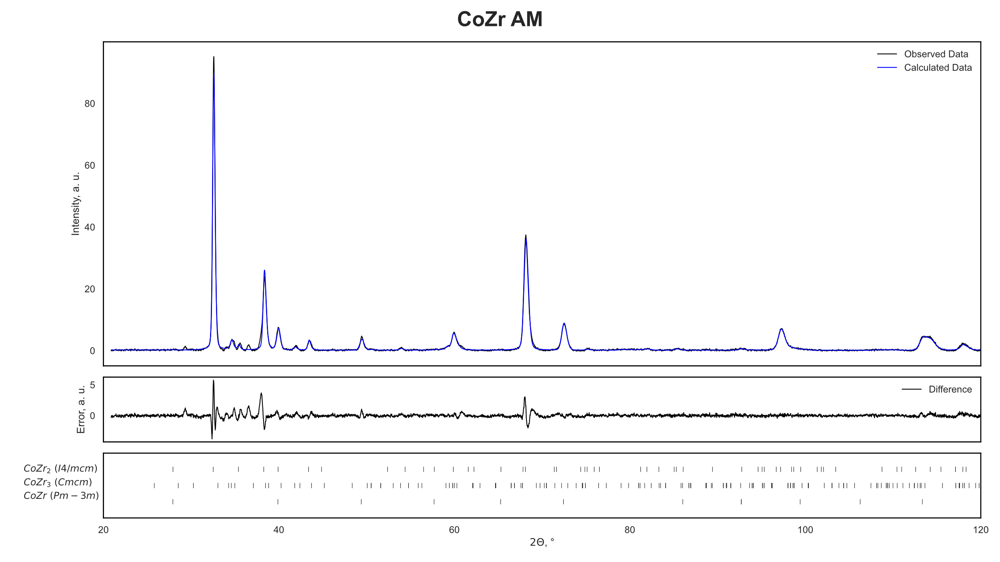 CoZr AM
Observed Data
Calculated Data
80
60
40
20
0
Intensity, a. u.
5
0
Error, a. u.
Difference
CoZr₂ (I4/mcm)
CoZr₃ (Cmcm)
CoZr (Pm − 3m)
20 40 60 80 100 120
2Θ, °